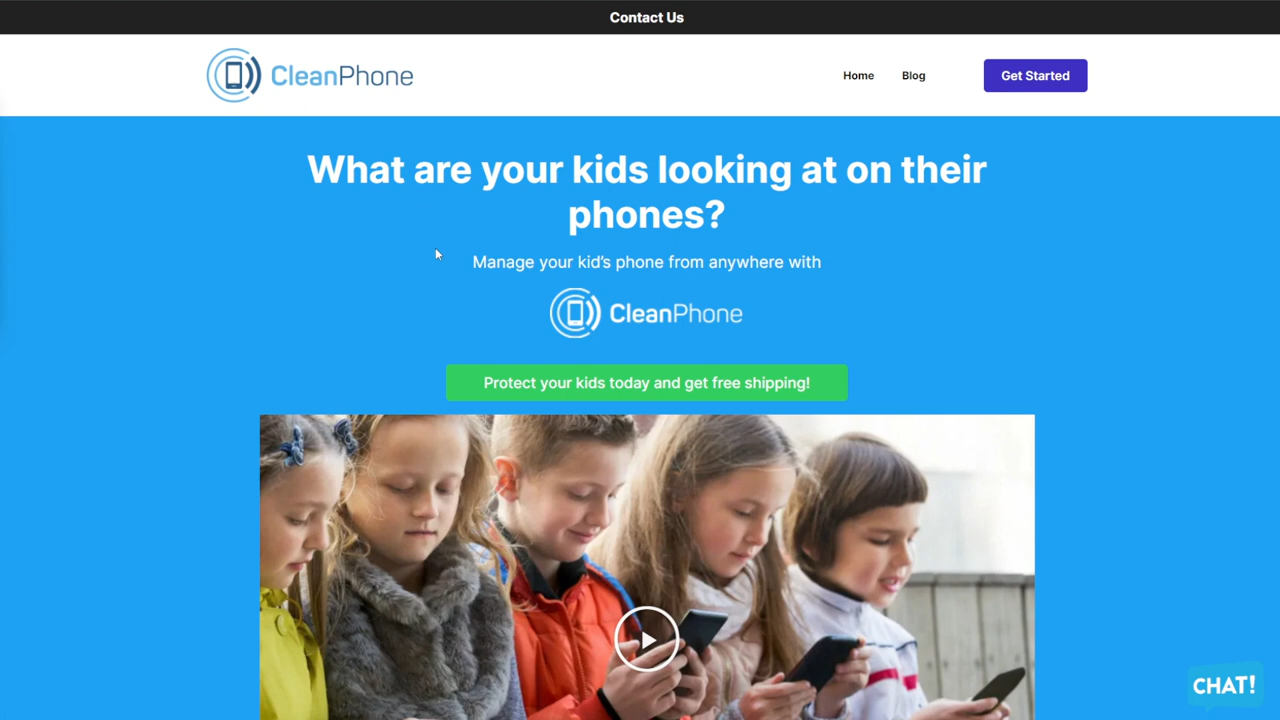 Contact Us
CleanPhone
Home
Blog
Get Started
What are your kids looking at on their
phones?
Manage your kid’s phone from anywhere with
CleanPhone
Protect your kids today and get free shipping!
CHAT!